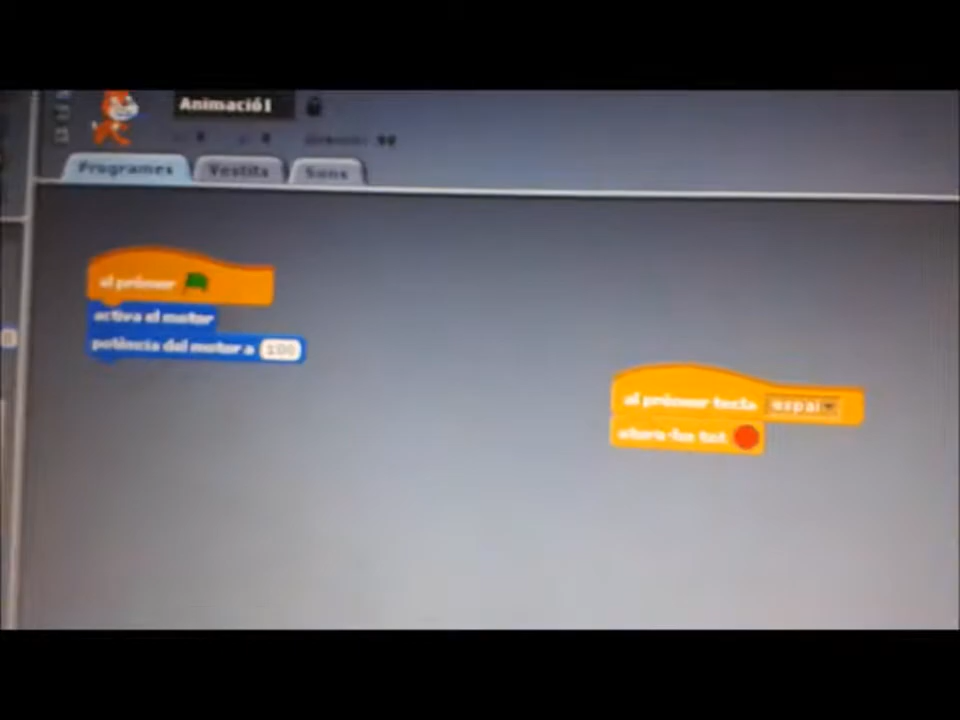 Animació1
Programes
Vestits
Sons
al prémer
activa el motor
potència del motor a 100
al prémer tecla espai
atura-ho tot